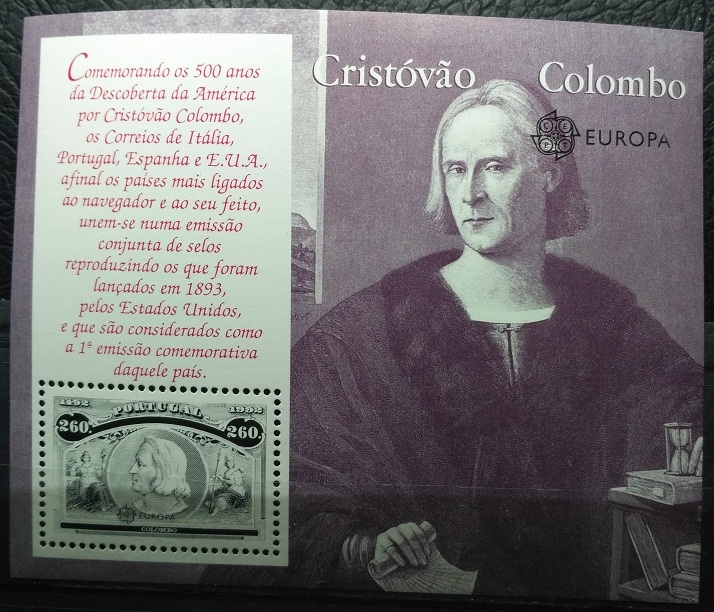 Cristóvão Colombo
CEPT EUROPA
Comemorando os 500 anos
da Descoberta da América
por Cristóvão Colombo,
os Correios de Itália,
Portugal, Espanha e E.U.A.,
afinal os países mais ligados
ao navegador e ao seu feito,
unem-se numa emissão
conjunta de selos
reproduzindo os que foram
lançados em 1893,
pelos Estados Unidos,
e que são considerados como
a 1ª emissão comemorativa
daquele país.
1492 PORTUGAL 1992
260. 260.
EUROPA
COLOMBO